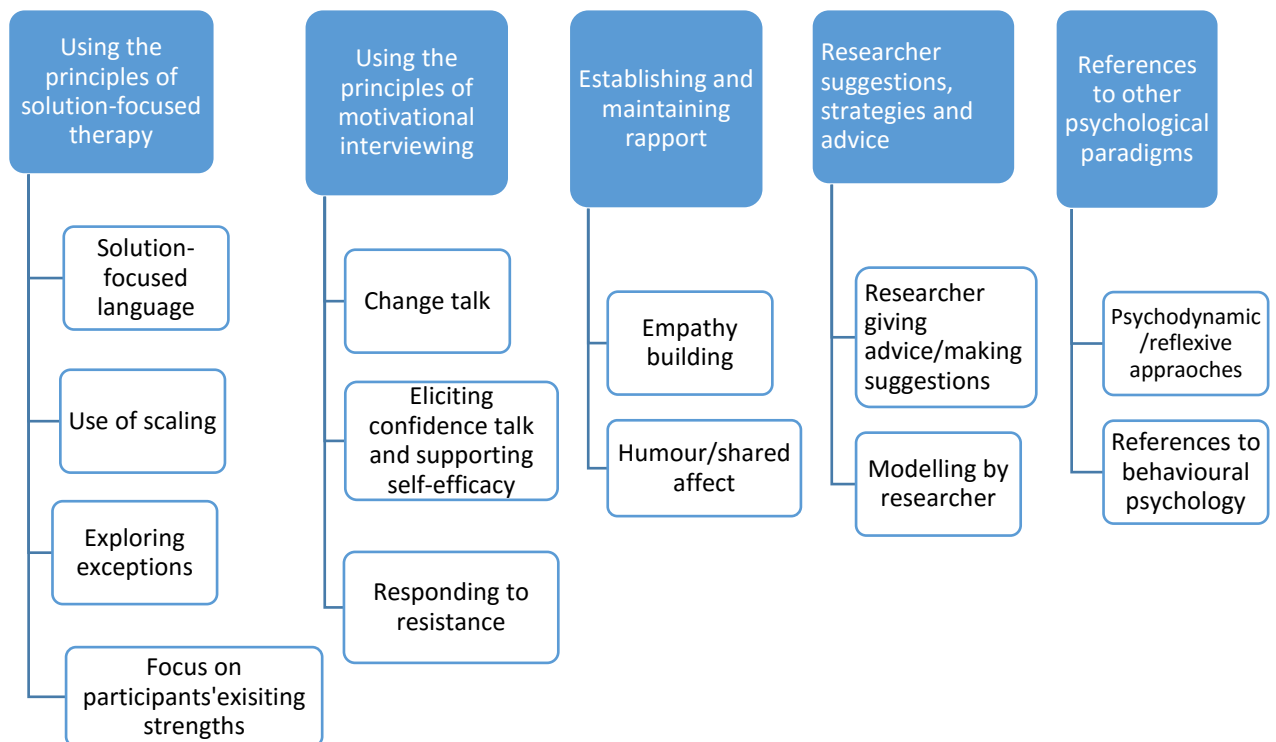 Using the
principles of
solution-focused
therapy
Solution-
focused
language
Use of scaling
Exploring
exceptions
Focus on
participants'exisiting
strengths
Using the
principles of
motivational
interviewing
Change talk
Eliciting
confidence talk
and supporting
self-efficacy
Responding to
resistance
Establishing and
maintaining
rapport
Empathy
building
Humour/shared
affect
Researcher
suggestions,
strategies and
advice
Researcher
giving
advice/making
suggestions
Modelling by
researcher
References
to other
psychological
paradigms
Psychodynamic
/reflexive
appraoches
References to
behavioural
psychology